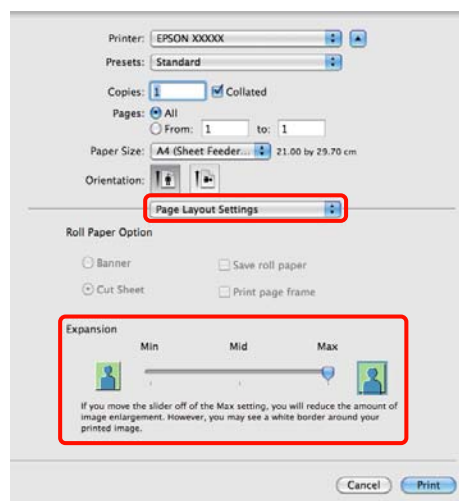 Printer: EPSON XXXXX
Presets: Standard
Copies: 1 Collated
Pages: All
From: 1 to: 1
Paper Size: A4 (Sheet Feeder... 21.00 by 29.70 cm
Orientation:
Page Layout Settings
Roll Paper Option
Banner Save roll paper
Cut Sheet Print page frame
Expansion
Min Mid Max
If you move the slider off of the Max setting, you will reduce the amount of
image enlargement. However, you may see a white border around your
printed image.
Cancel Print